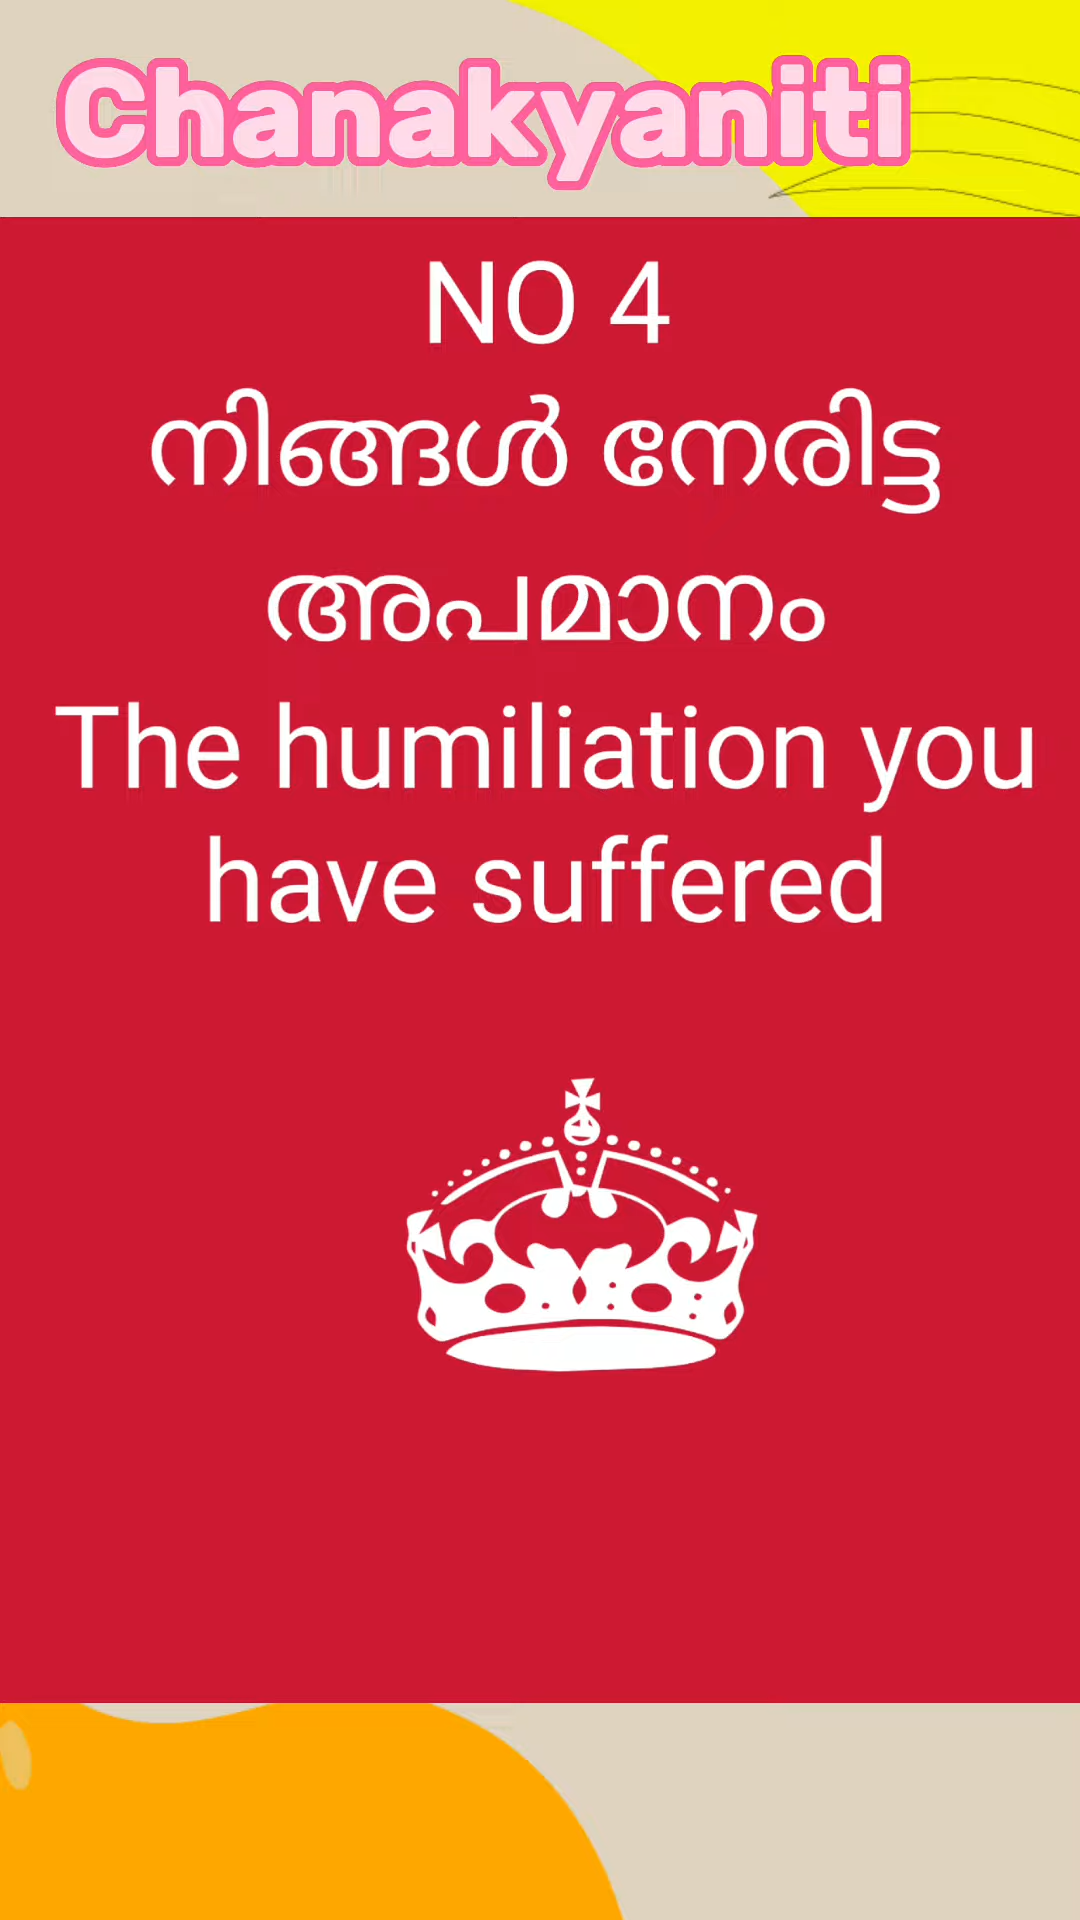 Chanakyaniti
NO 4
നിങ്ങൾ നേരിട്ട
അപമാനം
The humiliation you
have suffered